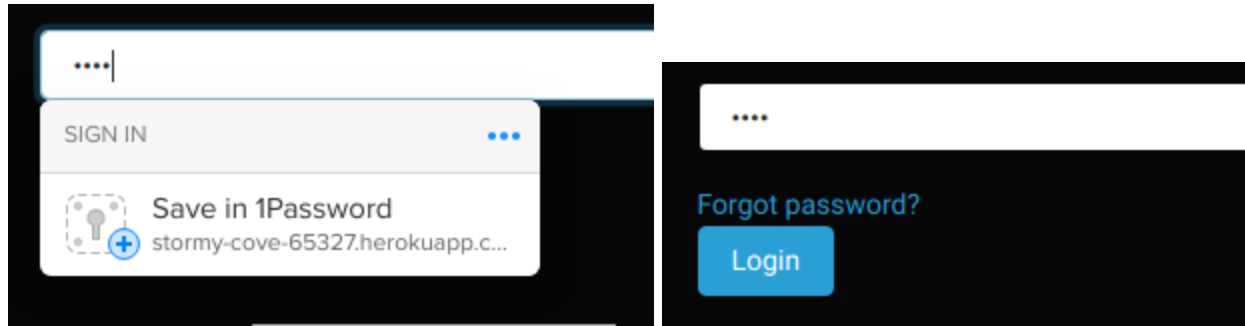 ••••
SIGN IN
Save in 1Password
stormy-cove-65327.herokuapp.c...
••••
Forgot password?
Login